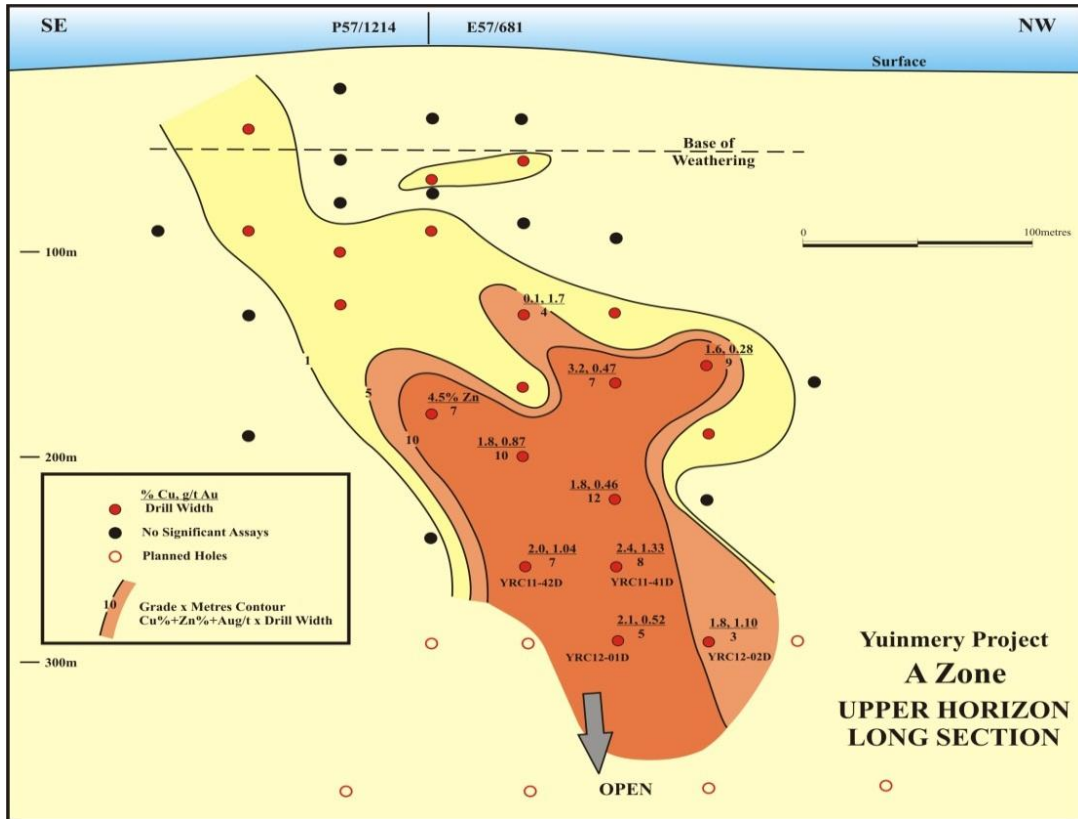 SE
P57/1214
E57/681
NW
Surface
Base of
Weathering
100m
0
100metres
0.1, 1.7
4
1.6, 0.28
9
3.2, 0.47
7
1
5
4.5% Zn
7
10
1.8, 0.87
10
200m
1.8, 0.46
12
% Cu, g/t Au
Drill Width
No Significant Assays
Planned Holes
10
Grade x Metres Contour
Cu%+Zn%+Aug/t x Drill Width
2.0, 1.04
7
YRC11-42D
2.4, 1.33
8
YRC11-41D
2.1, 0.52
5
YRC12-01D
1.8, 1.10
3
YRC12-02D
300m
Yuinmery Project
A Zone
UPPER HORIZON
LONG SECTION
OPEN